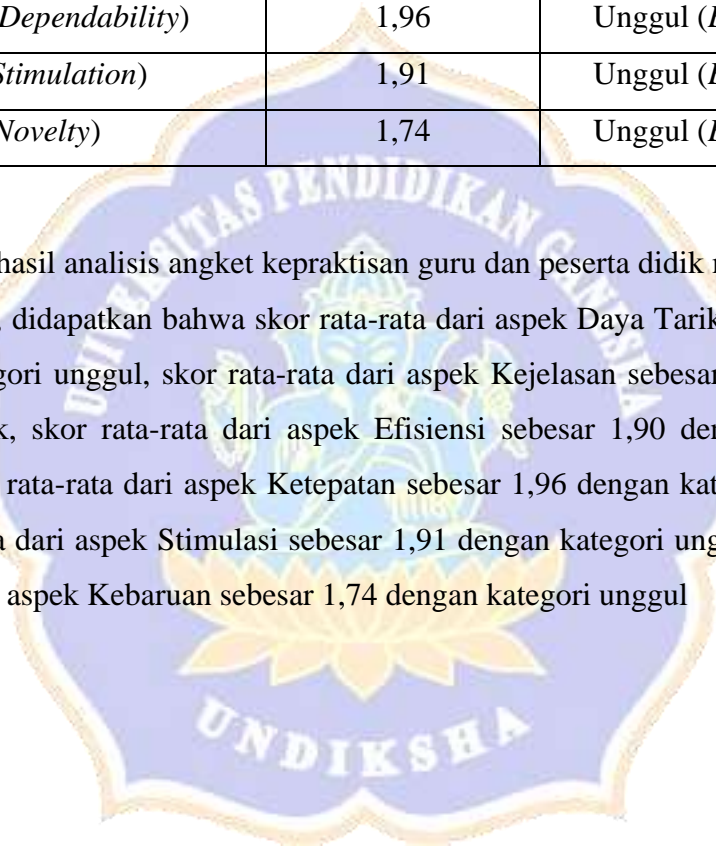 Dependability) 1,96 Unggul (
Stimulation) 1,91 Unggul (
Novelty) 1,74 Unggul (
UNIVERSITAS PENDIDIKAN GANESHA
hasil analisis angket kepraktisan guru dan peserta didik
didapatkan bahwa skor rata-rata dari aspek Daya Tarik
gori unggul, skor rata-rata dari aspek Kejelasan sebesar
k, skor rata-rata dari aspek Efisiensi sebesar 1,90
rata-rata dari aspek Ketepatan sebesar 1,96 dengan
a dari aspek Stimulasi sebesar 1,91 dengan kategori
aspek Kebaruan sebesar 1,74 dengan kategori unggul
UNDIKSHA